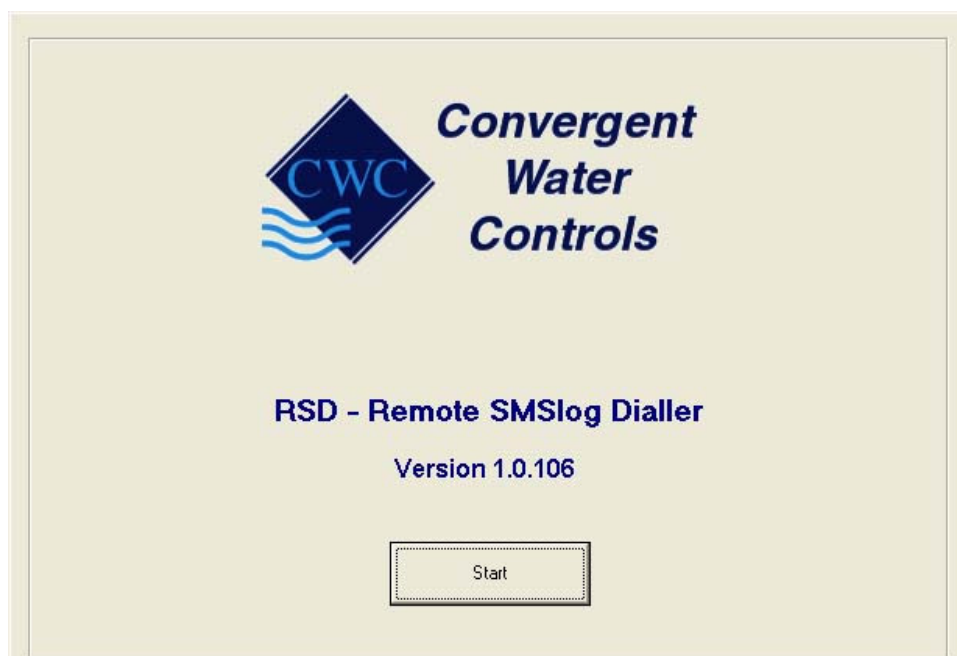 CWC
Convergent
Water
Controls
RSD - Remote SMSlog Dialler
Version 1.0.106
Start